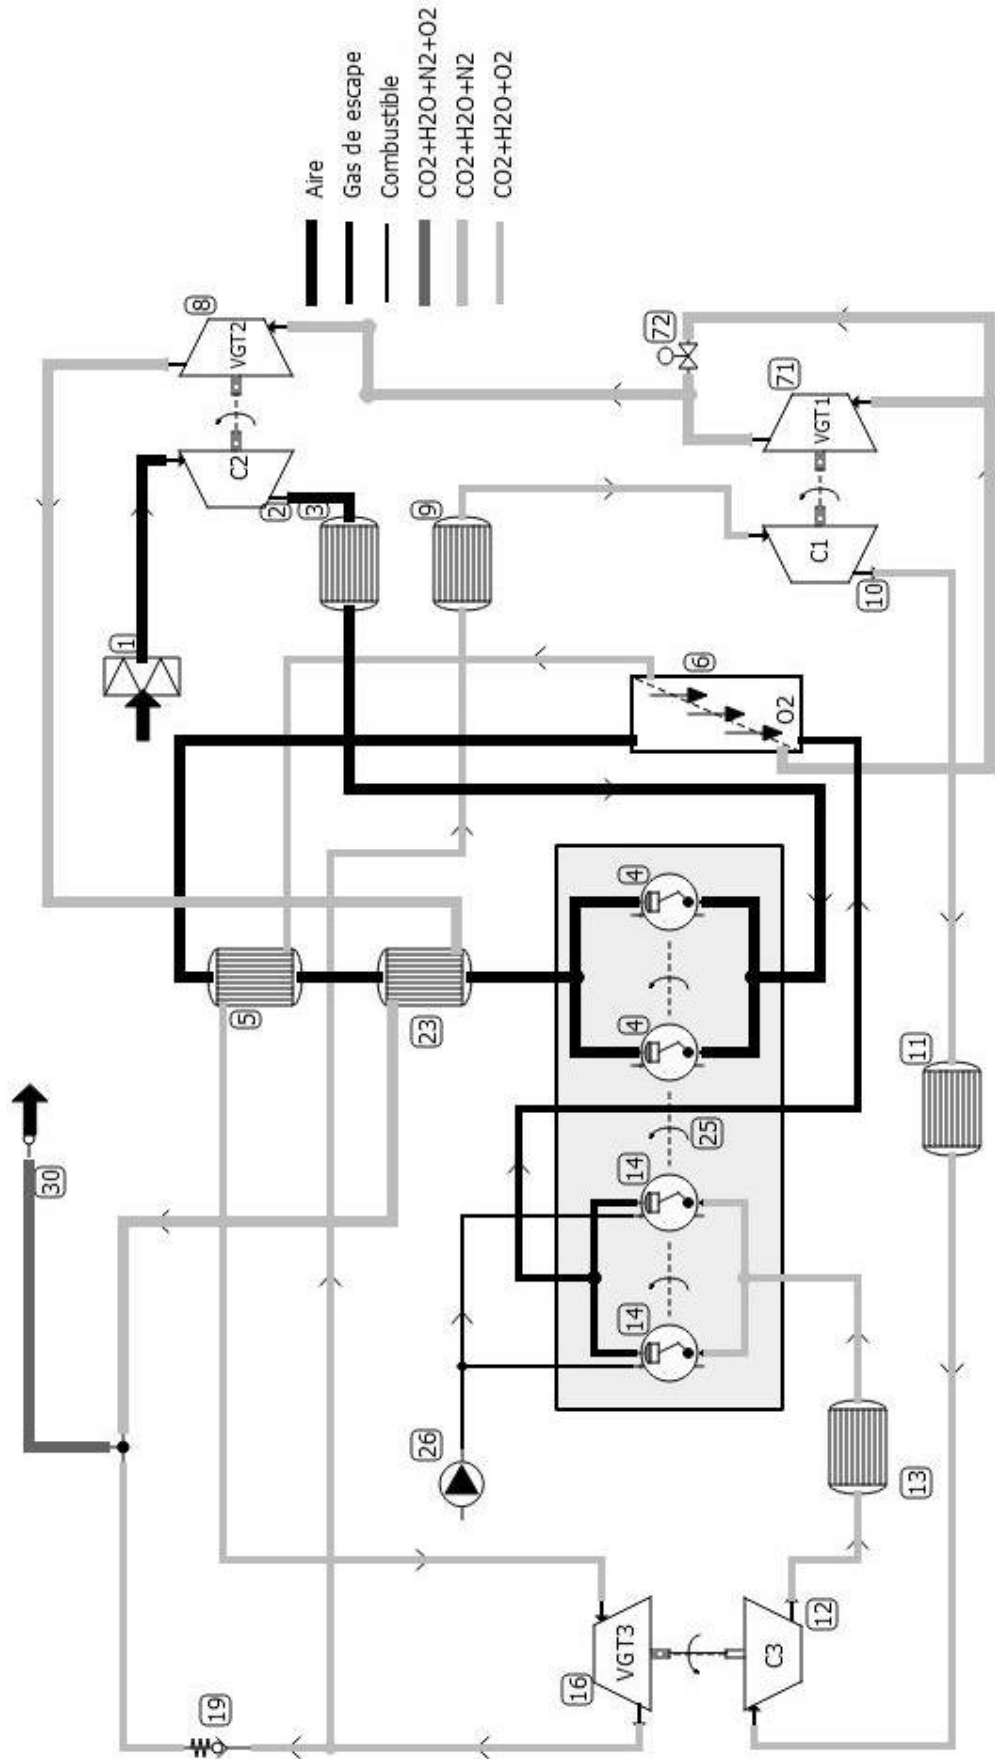 30
1
19
8
5
C2
VGT2
2
3
Aire
Gas de escape
Combustible
26
23
9
CO2+H2O+N2+O2
CO2+H2O+N2
CO2+H2O+O2
16
VGT3
14
14
4
4
72
6
25
C3
O2
71
12
C1
VGT1
10
13
11